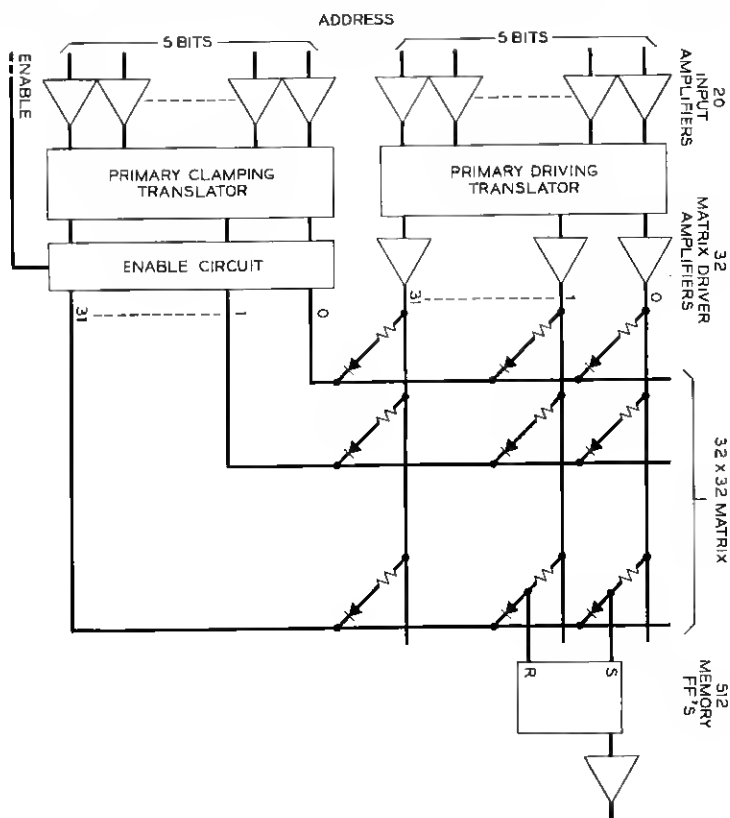 ADDRESS
5 BITS
5 BITS
ENABLE
20
INPUT
AMPLIFIERS
PRIMARY CLAMPING
TRANSLATOR
PRIMARY DRIVING
TRANSLATOR
32
MATRIX DRIVER
AMPLIFIERS
ENABLE CIRCUIT
31
1
0
31
1
0
32 x 32 MATRIX
R
S
512
MEMORY
FF'S